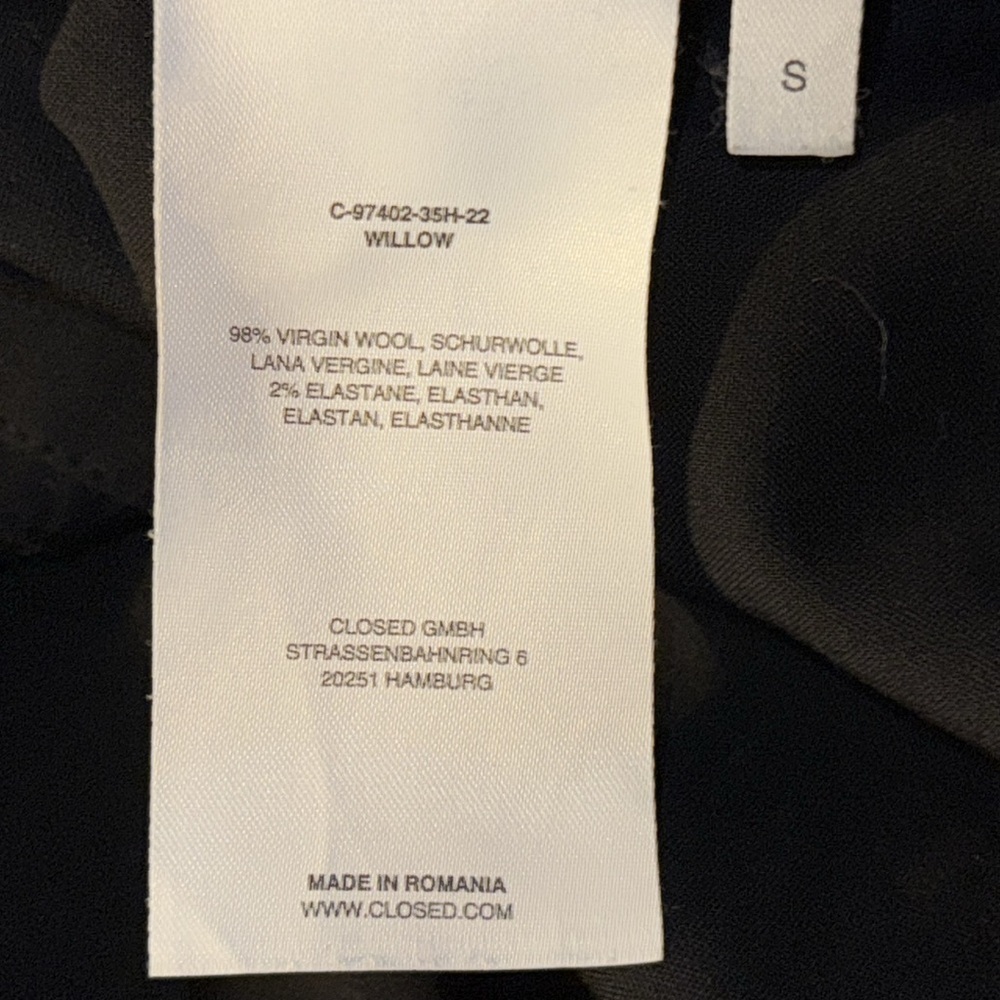 S
C-97402-35H-22
WILLOW
98% VIRGIN WOOL, SCHURWOLLE,
LANA VERGINE, LAINE VIERGE
2% ELASTANE, ELASTHAN,
ELASTAN, ELASTHANNE
CLOSED GMBH
STRASSENBAHNRING 6
20251 HAMBURG
MADE IN ROMANIA
WWW.CLOSED.COM